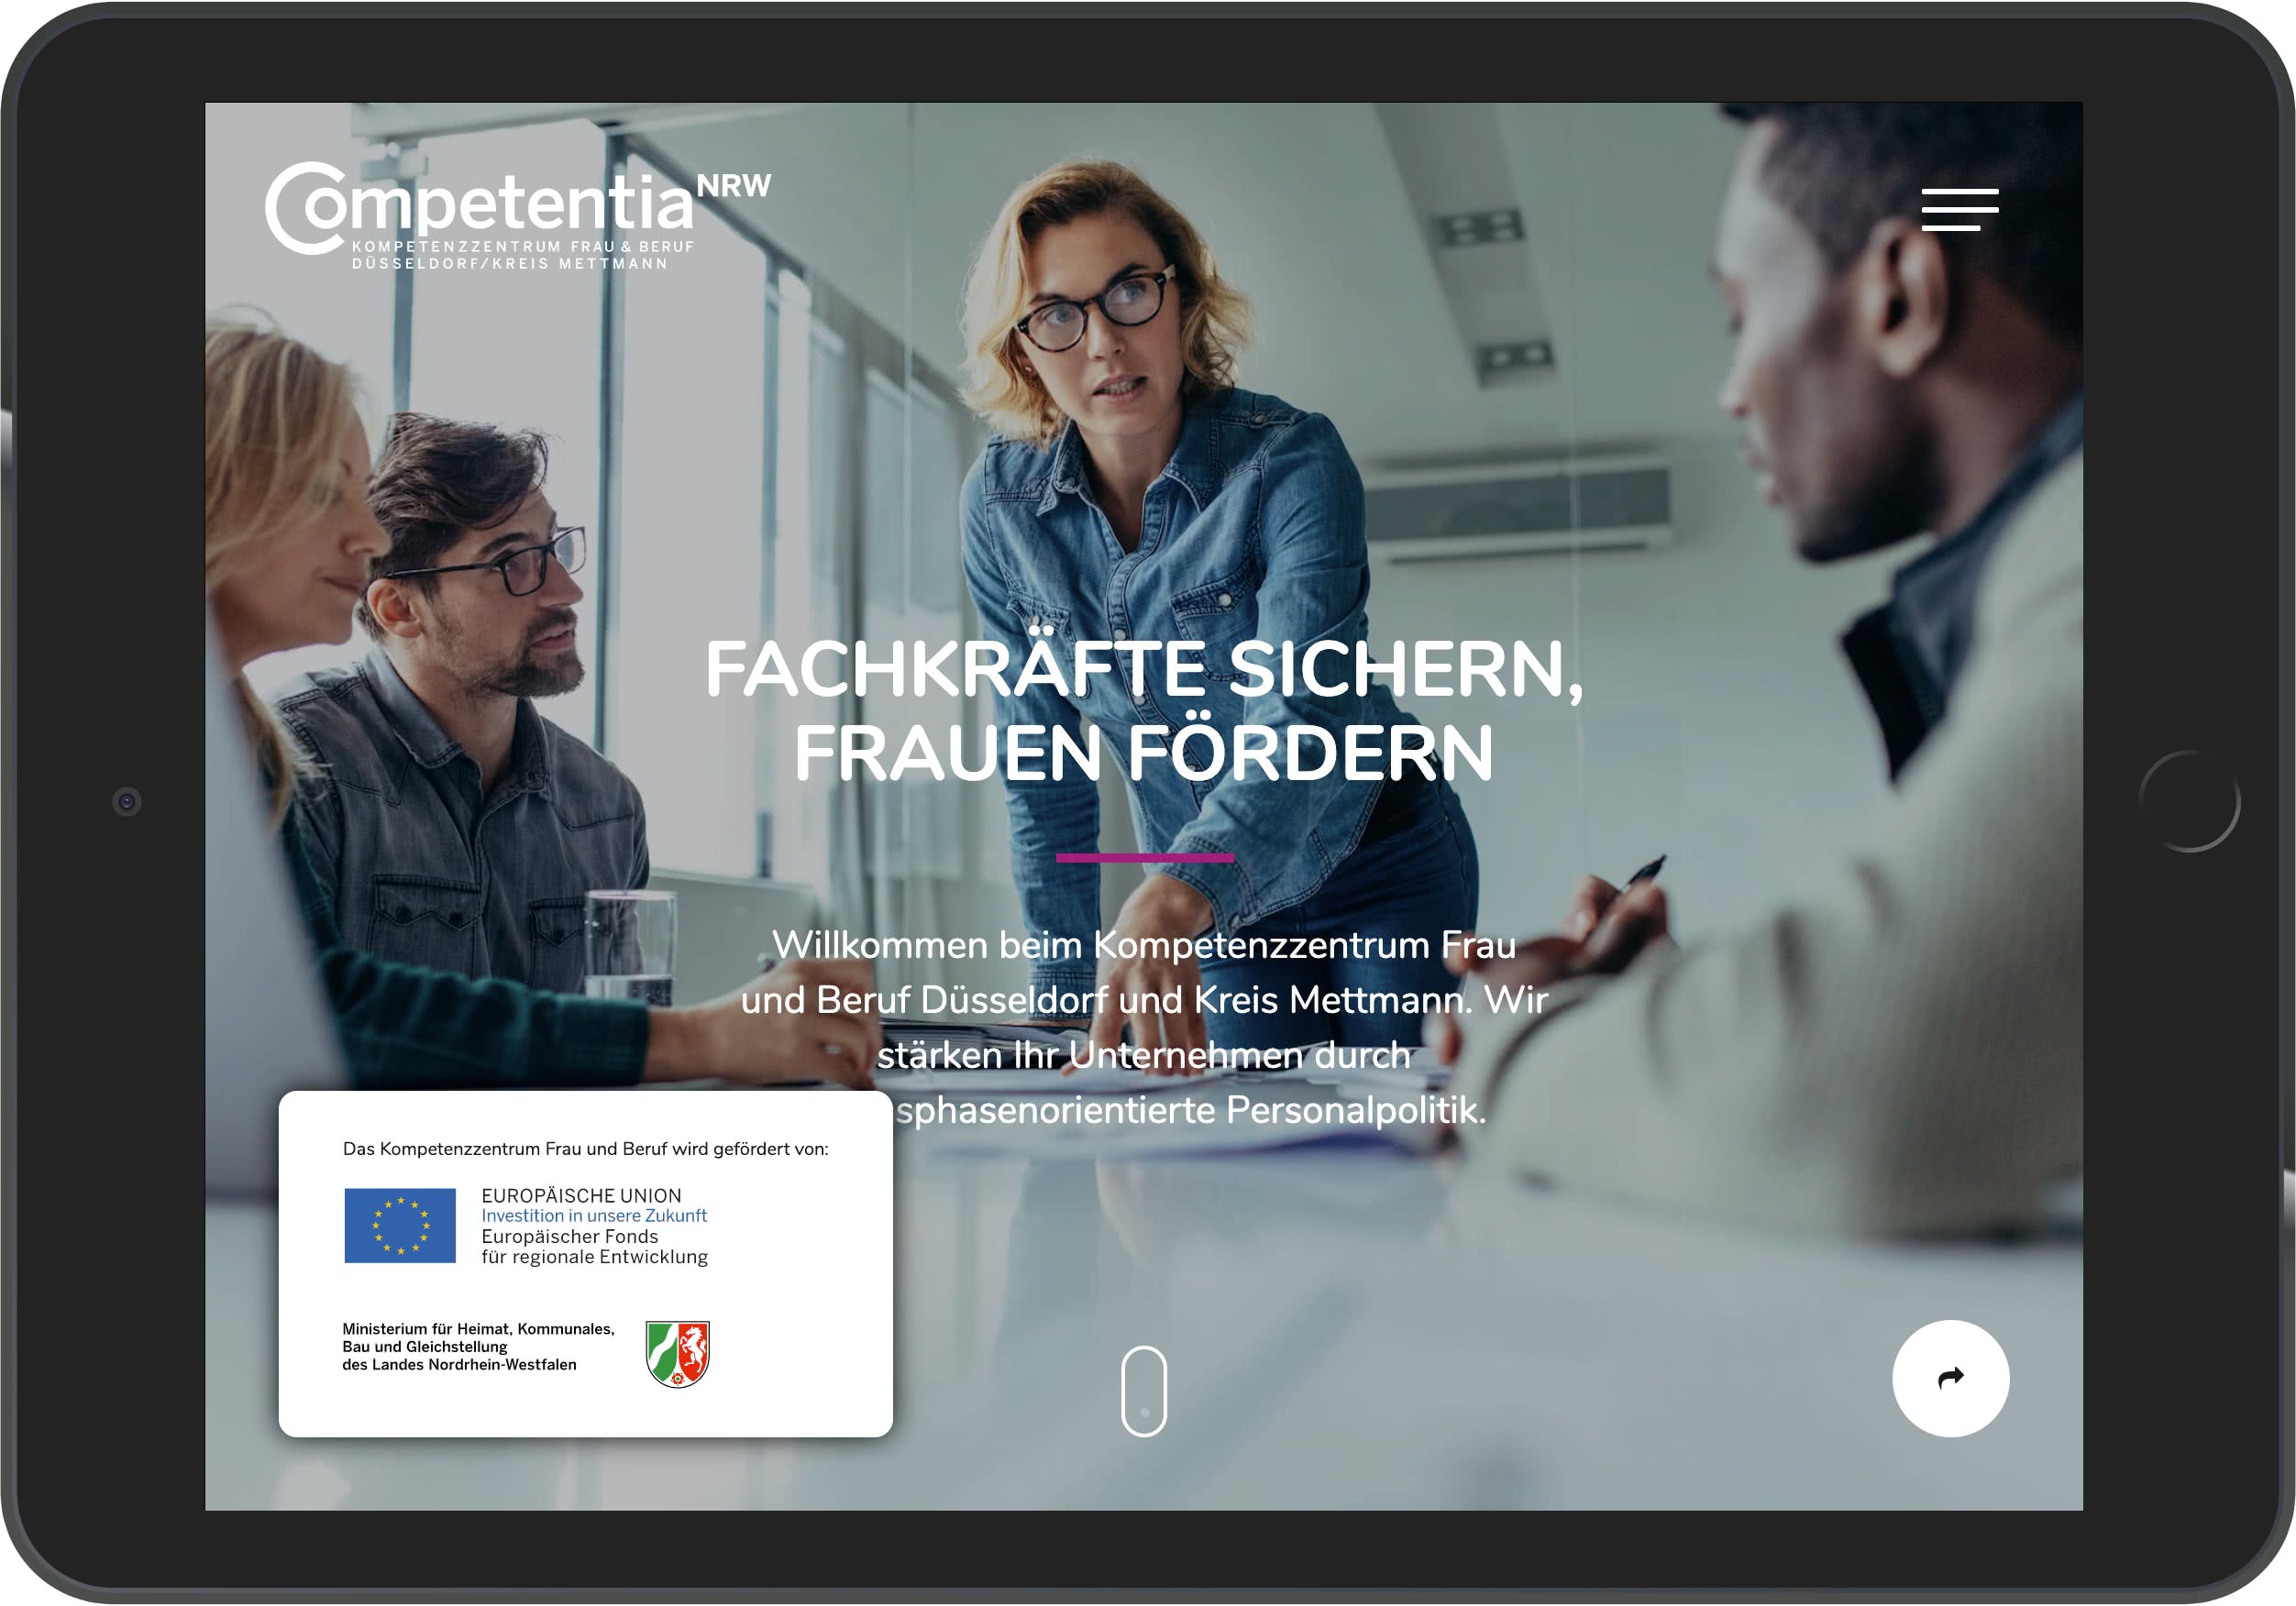 Competentia NRW
KOMPETENZZENTRUM FRAU & BERUF
DÜSSELDORF/KREIS METTMANN
FACHKRÄFTE SICHERN,
FRAUEN FÖRDERN
Willkommen beim Kompetenzzentrum Frau
und Beruf Düsseldorf und Kreis Mettmann. Wir
stärken Ihr Unternehmen durch
sphasenorientierte Personalpolitik.
Das Kompetenzzentrum Frau und Beruf wird gefördert von:
EUROPÄISCHE UNION
Investition in unsere Zukunft
Europäischer Fonds
für regionale Entwicklung
Ministerium für Heimat, Kommunales,
Bau und Gleichstellung
des Landes Nordrhein-Westfalen